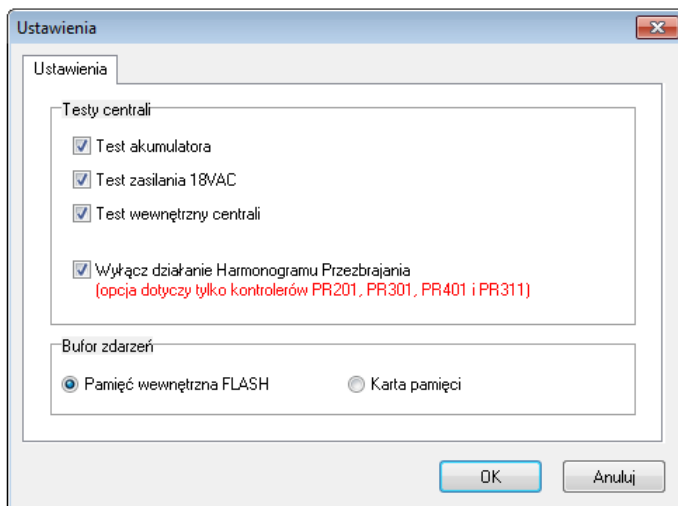 Ustawienia
Ustawienia
Testy centrali
Test akumulatora
Test zasilania 18VAC
Test wewnętrzny centrali
Wyłącz działanie Harmonogramu Przezbrajania
(opcja dotyczy tylko kontrolerów PR201, PR301, PR401 i PR311)
Bufor zdarzeń
Pamięć wewnętrzna FLASH Karta pamięci
OK Anuluj